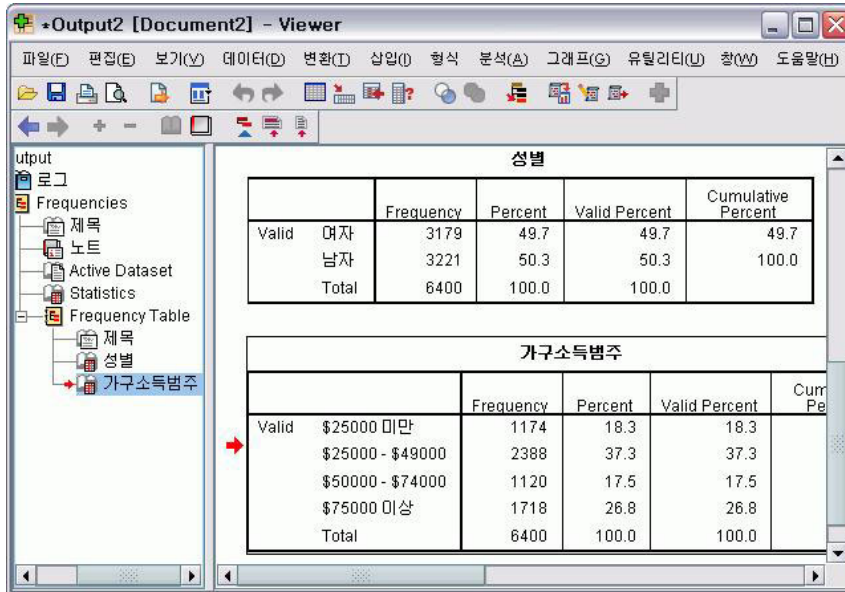 *Output2 [Document2] - Viewer
파일(F) 편집(E) 보기(V) 데이터(D) 변환(T) 삽입(I) 형식 분석(A) 그래프(G) 유틸리티(U) 창(W) 도움말(H)
utput
로그
Frequencies
제목
노트
Active Dataset
Statistics
Frequency Table
제목
성별
가구소득범주
성별
Frequency Percent Valid Percent Cumulative Percent
Valid 여자 3179 49.7 49.7 49.7
남자 3221 50.3 50.3 100.0
Total 6400 100.0 100.0
가구소득범주
Frequency Percent Valid Percent Cum
Pe
Valid $25000 미만 1174 18.3 18.3
$25000 - $49000 2388 37.3 37.3
$50000 - $74000 1120 17.5 17.5
$75000 이상 1718 26.8 26.8
Total 6400 100.0 100.0